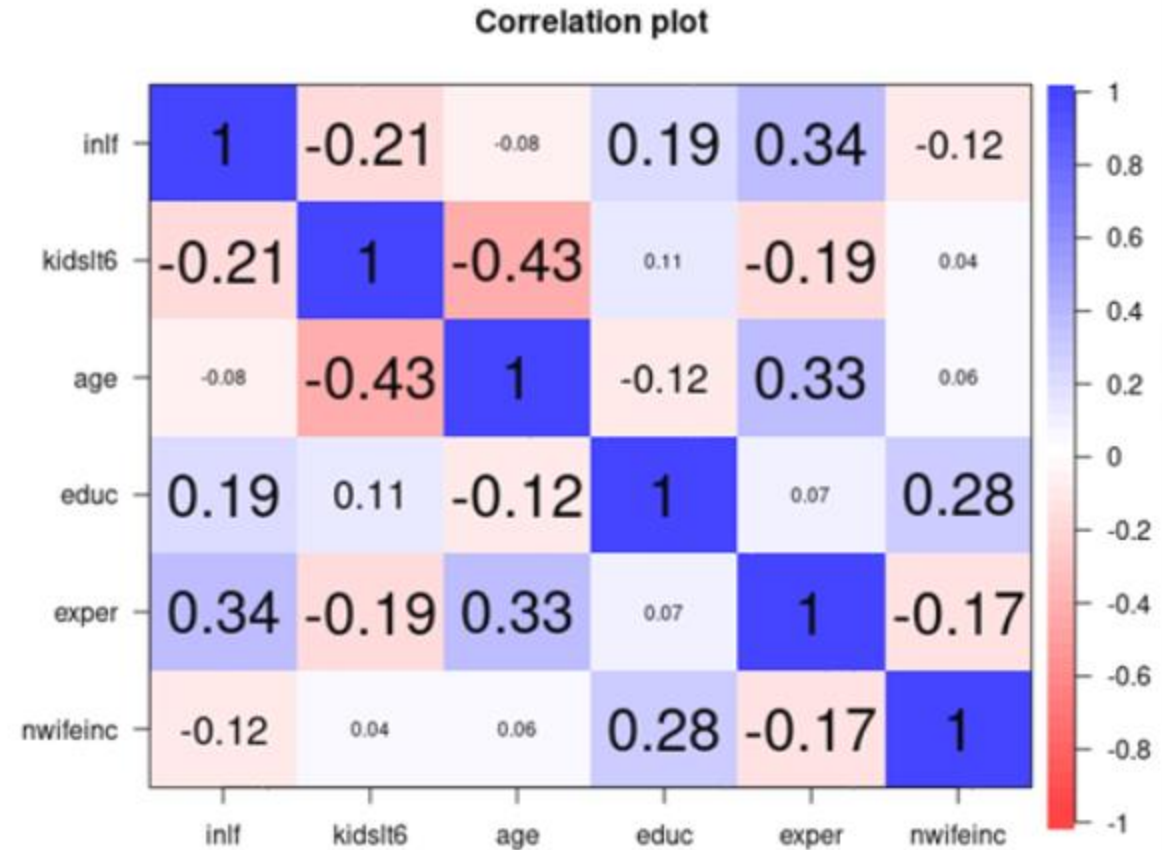 Correlation plot
inlf 1 -0.21 -0.08 0.19 0.34 -0.12
kidslt6 -0.21 1 -0.43 0.11 -0.19 0.04
age -0.08 -0.43 1 -0.12 0.33 0.06
educ 0.19 0.11 -0.12 1 0.07 0.28
exper 0.34 -0.19 0.33 0.07 1 -0.17
nwifeinc -0.12 0.04 0.06 0.28 -0.17 1
inlf kidslt6 age educ exper nwifeinc
1
0.8
0.6
0.4
0.2
0
-0.2
-0.4
-0.6
-0.8
-1